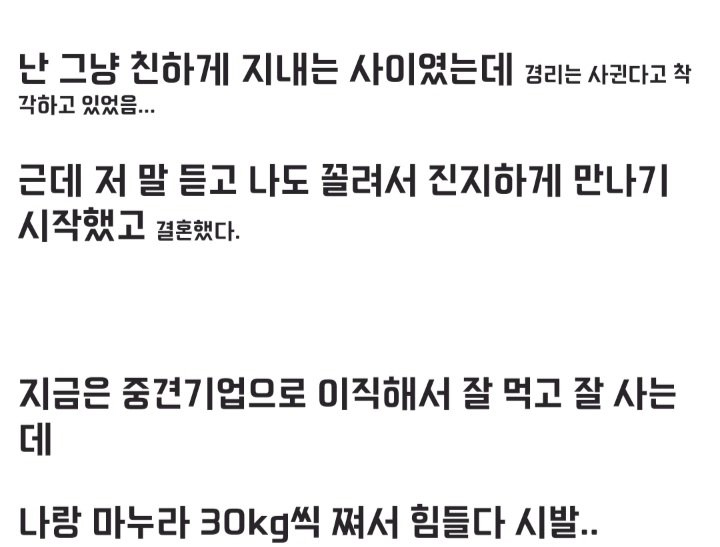 난 그냥 친하게 지내는 사이였는데 경리는 사귄다고 착
각하고 있었음...
근데 저 말 듣고 나도 꼴려서 진지하게 만나기
시작했고 결혼했다.
지금은 중견기업으로 이직해서 잘 먹고 잘 사는
데
나랑 마누라 30kg씩 쪄서 힘들다 시발..